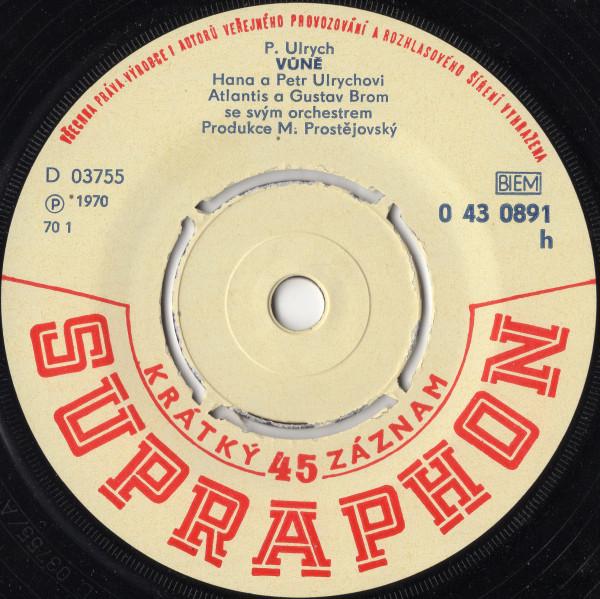 VŠECHNA PRÁVA VÝROBCE I AUTORŮ VEŘEJNÉHO PROVOZOVÁNÍ A ROZHLASOVÉHO ŠÍŘENÍ VYHRAŽENA
P. Ulrych
VŮNĚ
Hana a Petr Ulrychovi
Atlantis a Gustav Brom
se svým orchestrem
Produkce M. Prostějovský
D 03755
Ⓟ *1970
70 1
BIEM
0 43 0891
h
KRÁTKÝ 45 ZÁZNAM
SUPRAPHON